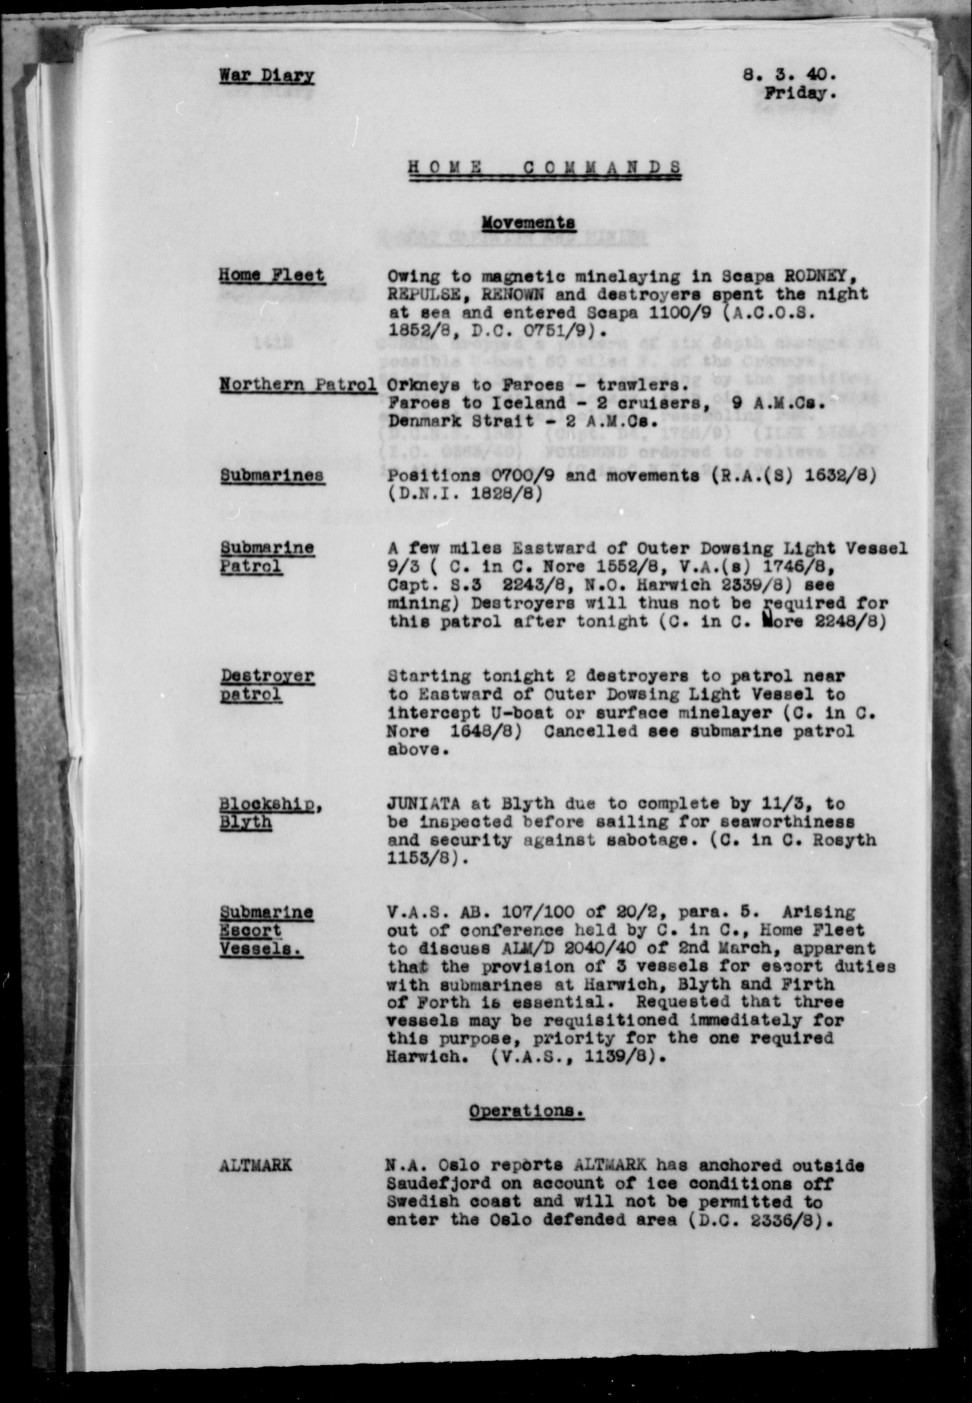 War Diary
8. 3. 40.
Friday.
HOME COMMANDS
Movements
Home Fleet
Owing to magnetic minelaying in Scapa RODNEY,
REPULSE, RENOWN and destroyers spent the night
at sea and entered Scapa 1100/9 (A.C.O.S.
1852/8, D.C. 0751/9).
Northern Patrol
Orkneys to Faroes - trawlers.
Faroes to Iceland - 2 cruisers, 9 A.M.Cs.
Denmark Strait - 2 A.M.Cs.
Submarines
Positions 0700/9 and movements (R.A.(S) 1632/8)
(D.N.I. 1828/8)
Submarine
Patrol
A few miles Eastward of Outer Dowsing Light Vessel
9/3 ( C. in C. Nore 1552/8, V.A.(s) 1746/8,
Capt. S.3 2243/8, N.O. Harwich 2339/8) see
mining) Destroyers will thus not be required for
this patrol after tonight (C. in C. Nore 2248/8)
Destroyer
patrol
Starting tonight 2 destroyers to patrol near
to Eastward of Outer Dowsing Light Vessel to
intercept U-boat or surface minelayer (C. in C.
Nore 1648/8) Cancelled see submarine patrol
above.
Blockship,
Blyth
JUNIATA at Blyth due to complete by 11/3, to
be inspected before sailing for seaworthiness
and security against sabotage. (C. in C. Rosyth
1153/8).
Submarine
Escort
Vessels.
V.A.S. AB. 107/100 of 20/2, para. 5. Arising
out of conference held by C. in C., Home Fleet
to discuss ALM/D 2040/40 of 2nd March, apparent
that the provision of 3 vessels for escort duties
with submarines at Harwich, Blyth and Firth
of Forth is essential. Requested that three
vessels may be requisitioned immediately for
this purpose, priority for the one required
Harwich. (V.A.S., 1139/8).
Operations.
ALTMARK
N.A. Oslo reports ALTMARK has anchored outside
Saudefjord on account of ice conditions off
Swedish coast and will not be permitted to
enter the Oslo defended area (D.C. 2336/8).